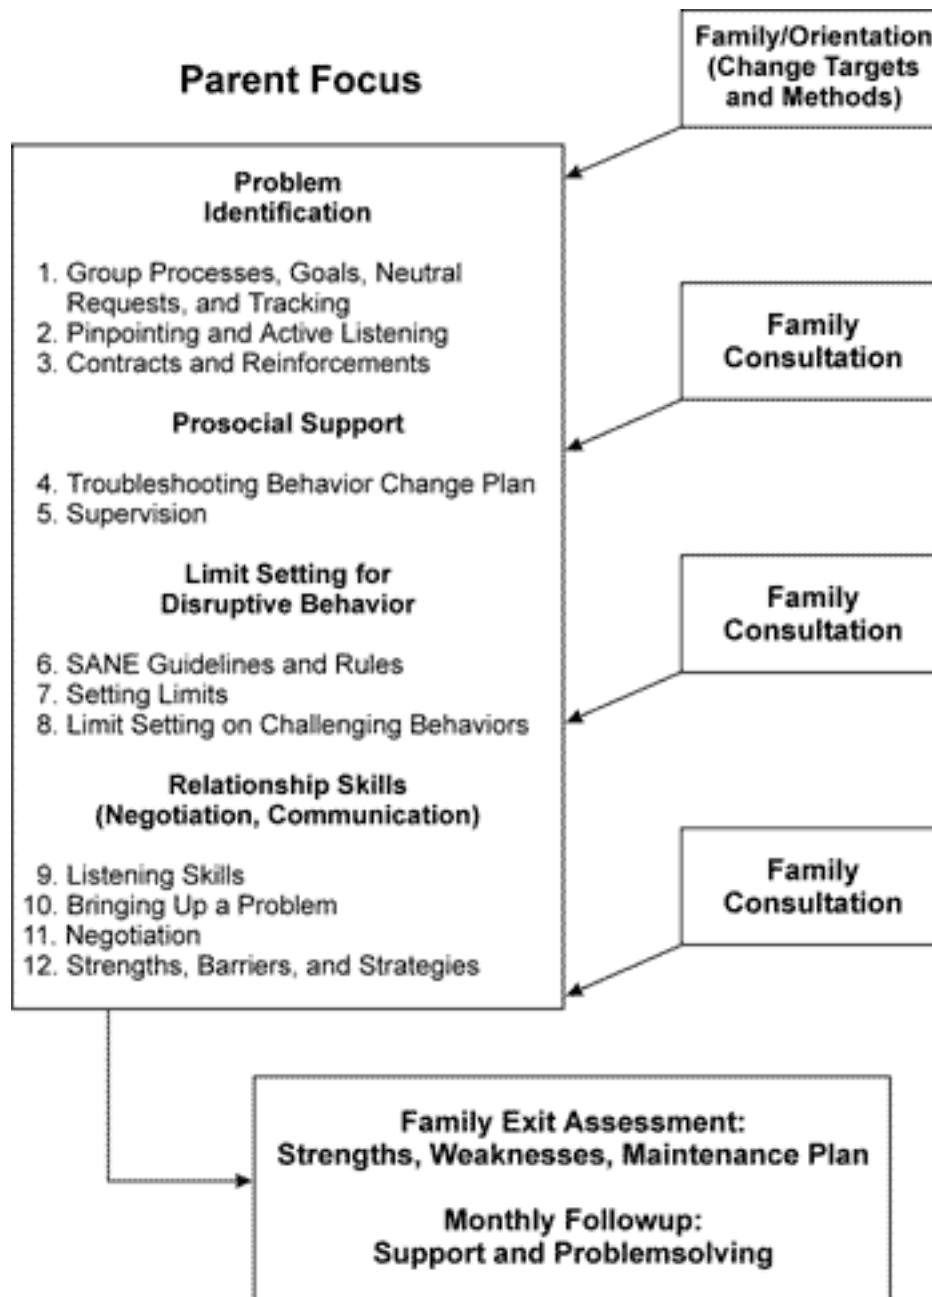 Parent Focus
Family/Orientation
(Change Targets
and Methods)
Problem
Identification
1. Group Processes, Goals, Neutral
Requests, and Tracking
2. Pinpointing and Active Listening
3. Contracts and Reinforcements
Family
Consultation
Prosocial Support
4. Troubleshooting Behavior Change Plan
5. Supervision
Limit Setting for
Disruptive Behavior
Family
Consultation
6. SANE Guidelines and Rules
7. Setting Limits
8. Limit Setting on Challenging Behaviors
Relationship Skills
(Negotiation, Communication)
Family
Consultation
9. Listening Skills
10. Bringing Up a Problem
11. Negotiation
12. Strengths, Barriers, and Strategies
Family Exit Assessment:
Strengths, Weaknesses, Maintenance Plan
Monthly Followup:
Support and Problemsolving